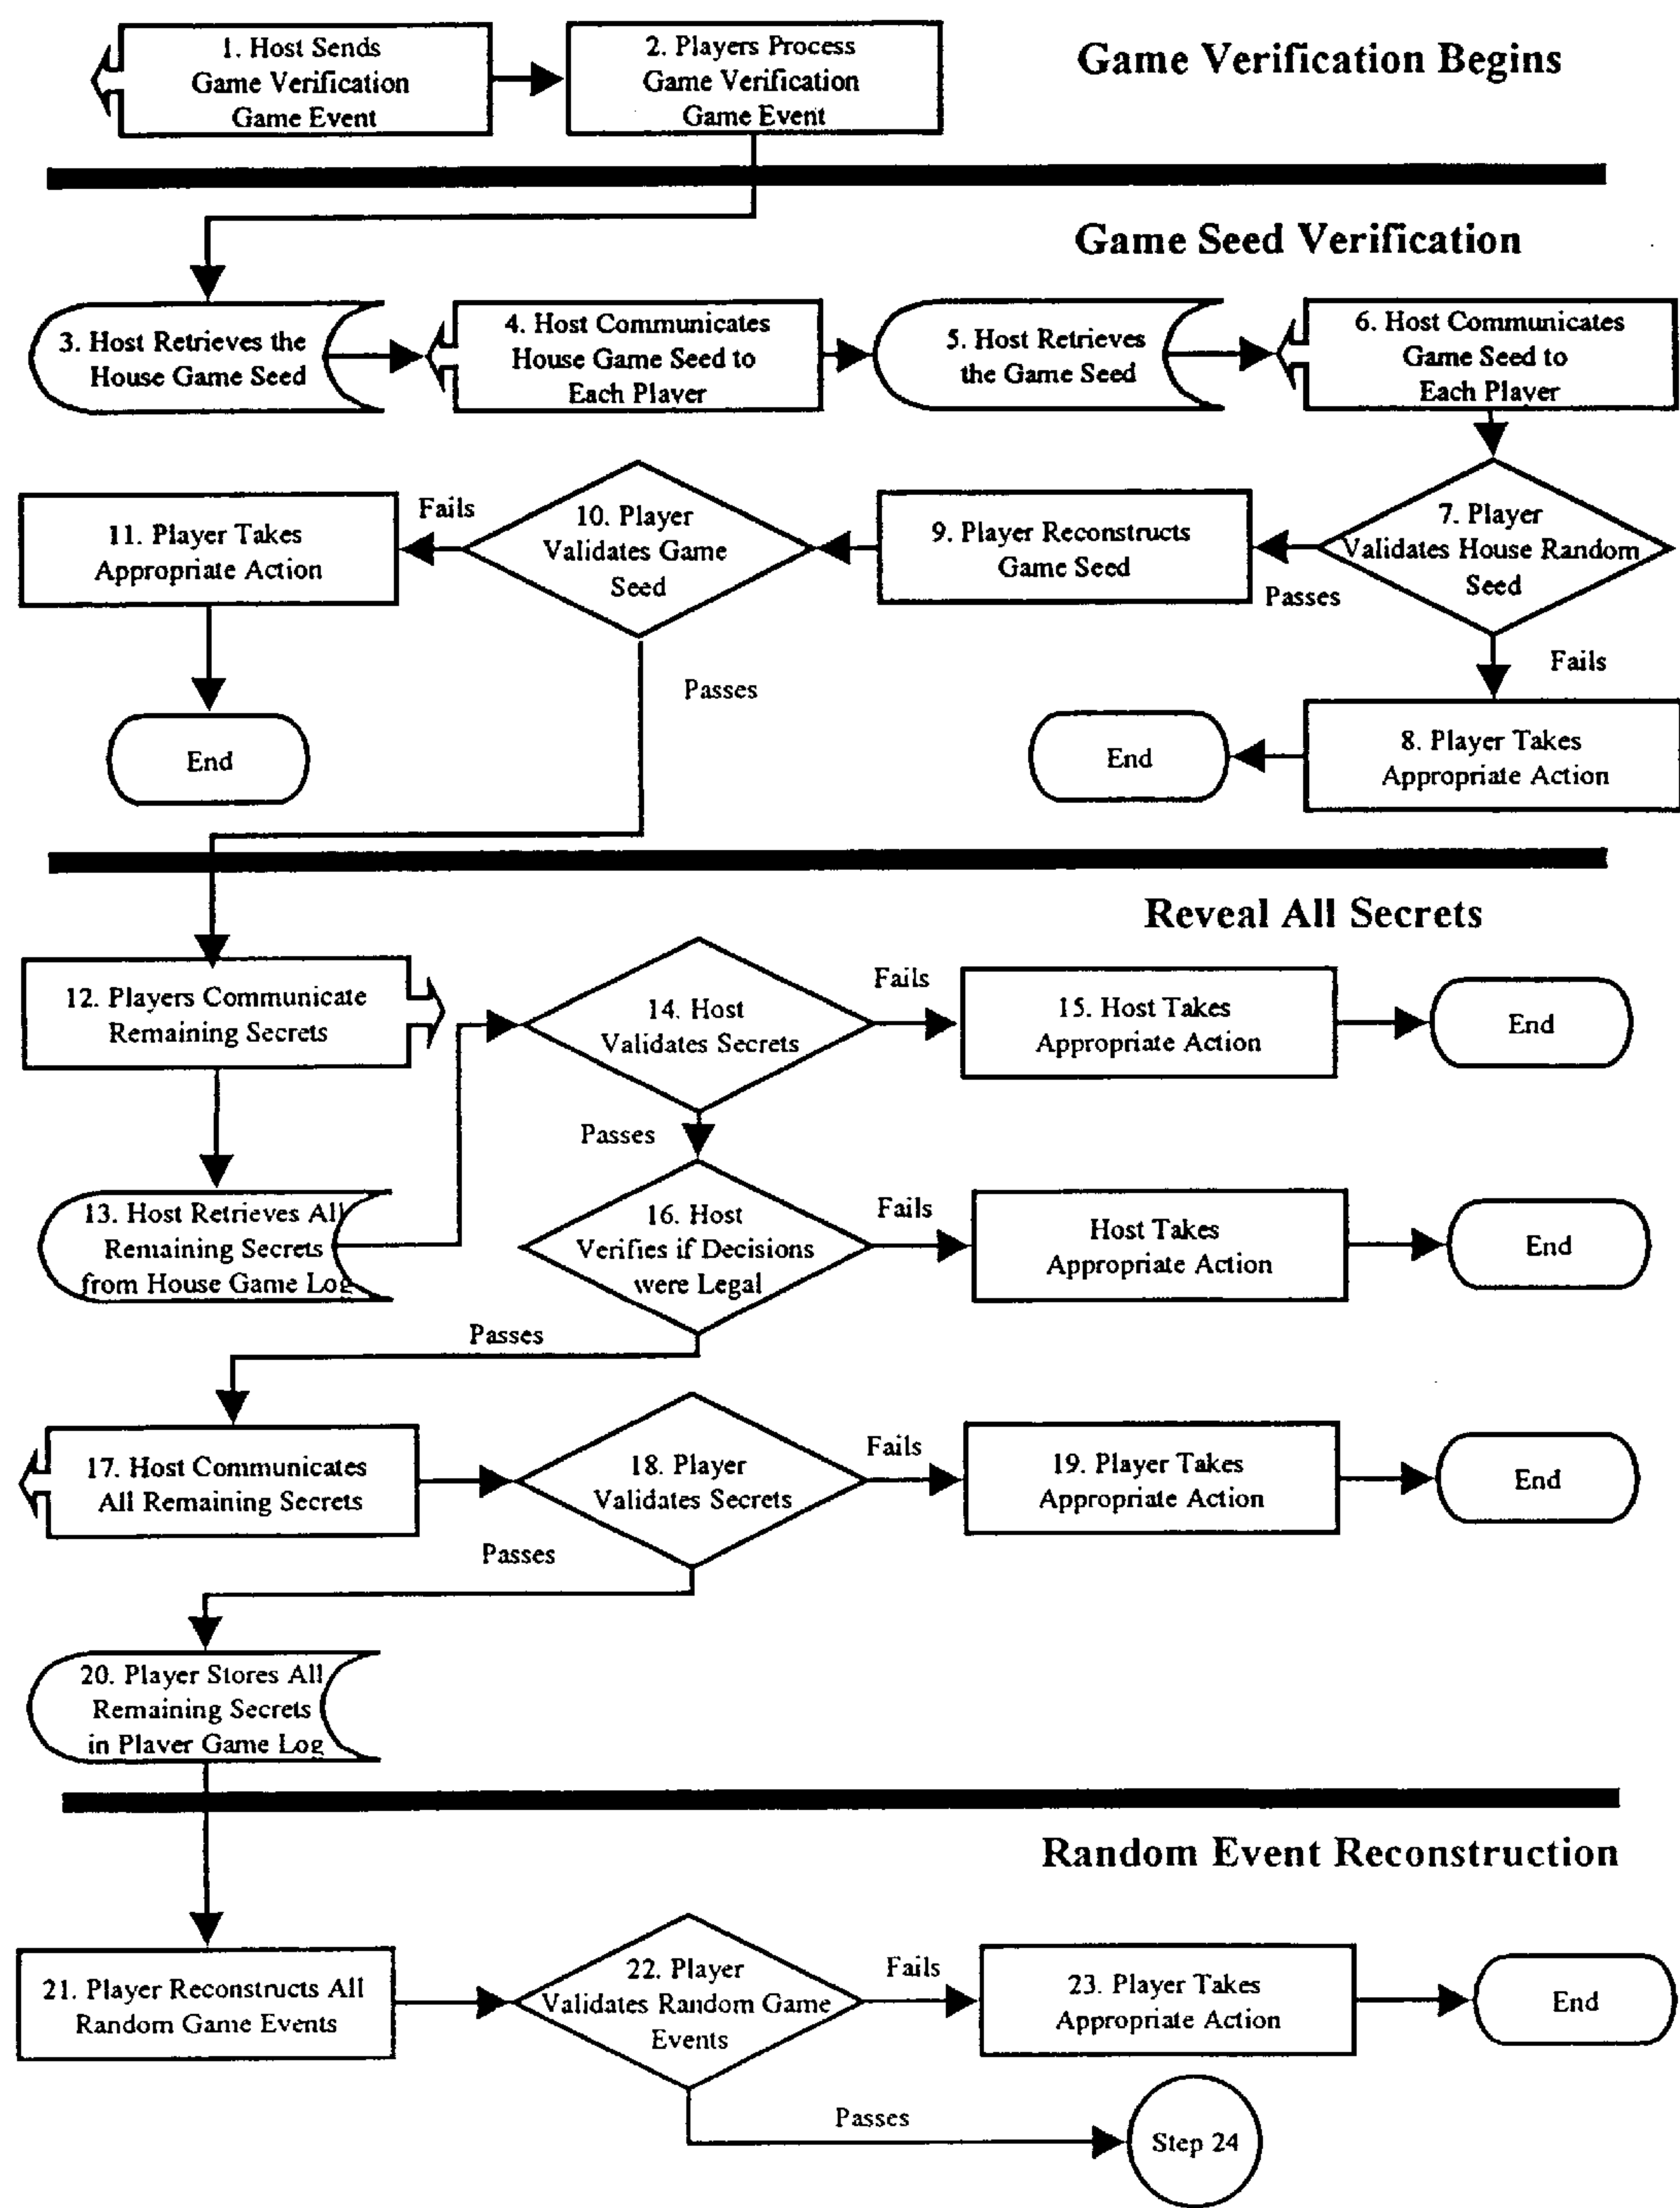 1. Host Sends
Game Verification
Game Event
2. Players Process
Game Verification
Game Event
Game Verification Begins
Game Seed Verification
3. Host Retrieves the
House Game Seed
4. Host Communicates
House Game Seed to
Each Player
5. Host Retrieves
the Game Seed
6. Host Communicates
Game Seed to
Each Player
7. Player
Validates House Random
Seed
Passes
Fails
8. Player Takes
Appropriate Action
End
9. Player Reconstructs
Game Seed
10. Player
Validates Game
Seed
Fails
Passes
11. Player Takes
Appropriate Action
End
Reveal All Secrets
12. Players Communicate
Remaining Secrets
13. Host Retrieves All
Remaining Secrets
from House Game Log
14. Host
Validates Secrets
Fails
15. Host Takes
Appropriate Action
End
Passes
16. Host
Verifies if Decisions
were Legal
Fails
Host Takes
Appropriate Action
End
Passes
17. Host Communicates
All Remaining Secrets
18. Player
Validates Secrets
Fails
19. Player Takes
Appropriate Action
End
Passes
20. Player Stores All
Remaining Secrets
in Player Game Log
Random Event Reconstruction
21. Player Reconstructs All
Random Game Events
22. Player
Validates Random Game
Events
Fails
23. Player Takes
Appropriate Action
End
Passes
Step 24